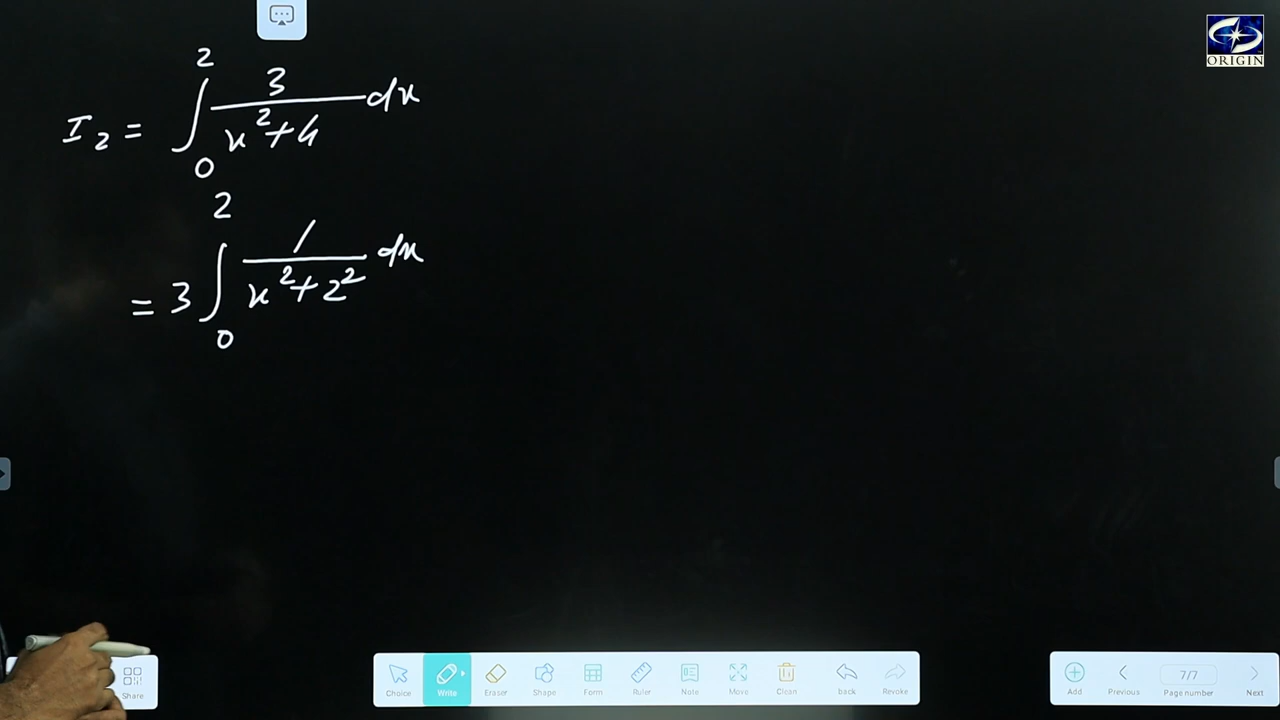 ORIGIN
I₂ = ∫₀² 3/(x²+4) dx
= 3 ∫₀² 1/(x²+2²) dx
Share
Choice Write Eraser Shape Form Ruler Note Move Clean back Revoke
Add Previous 7/7 Page number Next